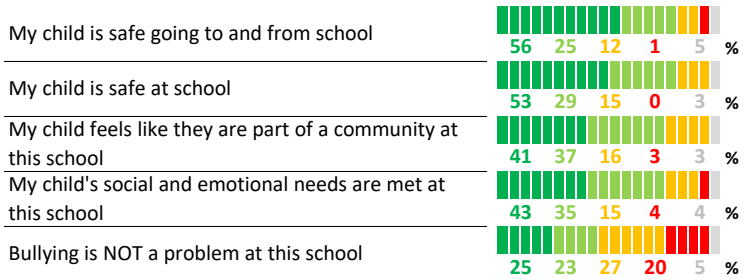 My child is safe going to and from school
56 25 12 1 5 %
My child is safe at school
53 29 15 0 3 %
My child feels like they are part of a community at
this school
41 37 16 3 3 %
My child's social and emotional needs are met at
this school
43 35 15 4 4 %
Bullying is NOT a problem at this school
25 23 27 20 5 %